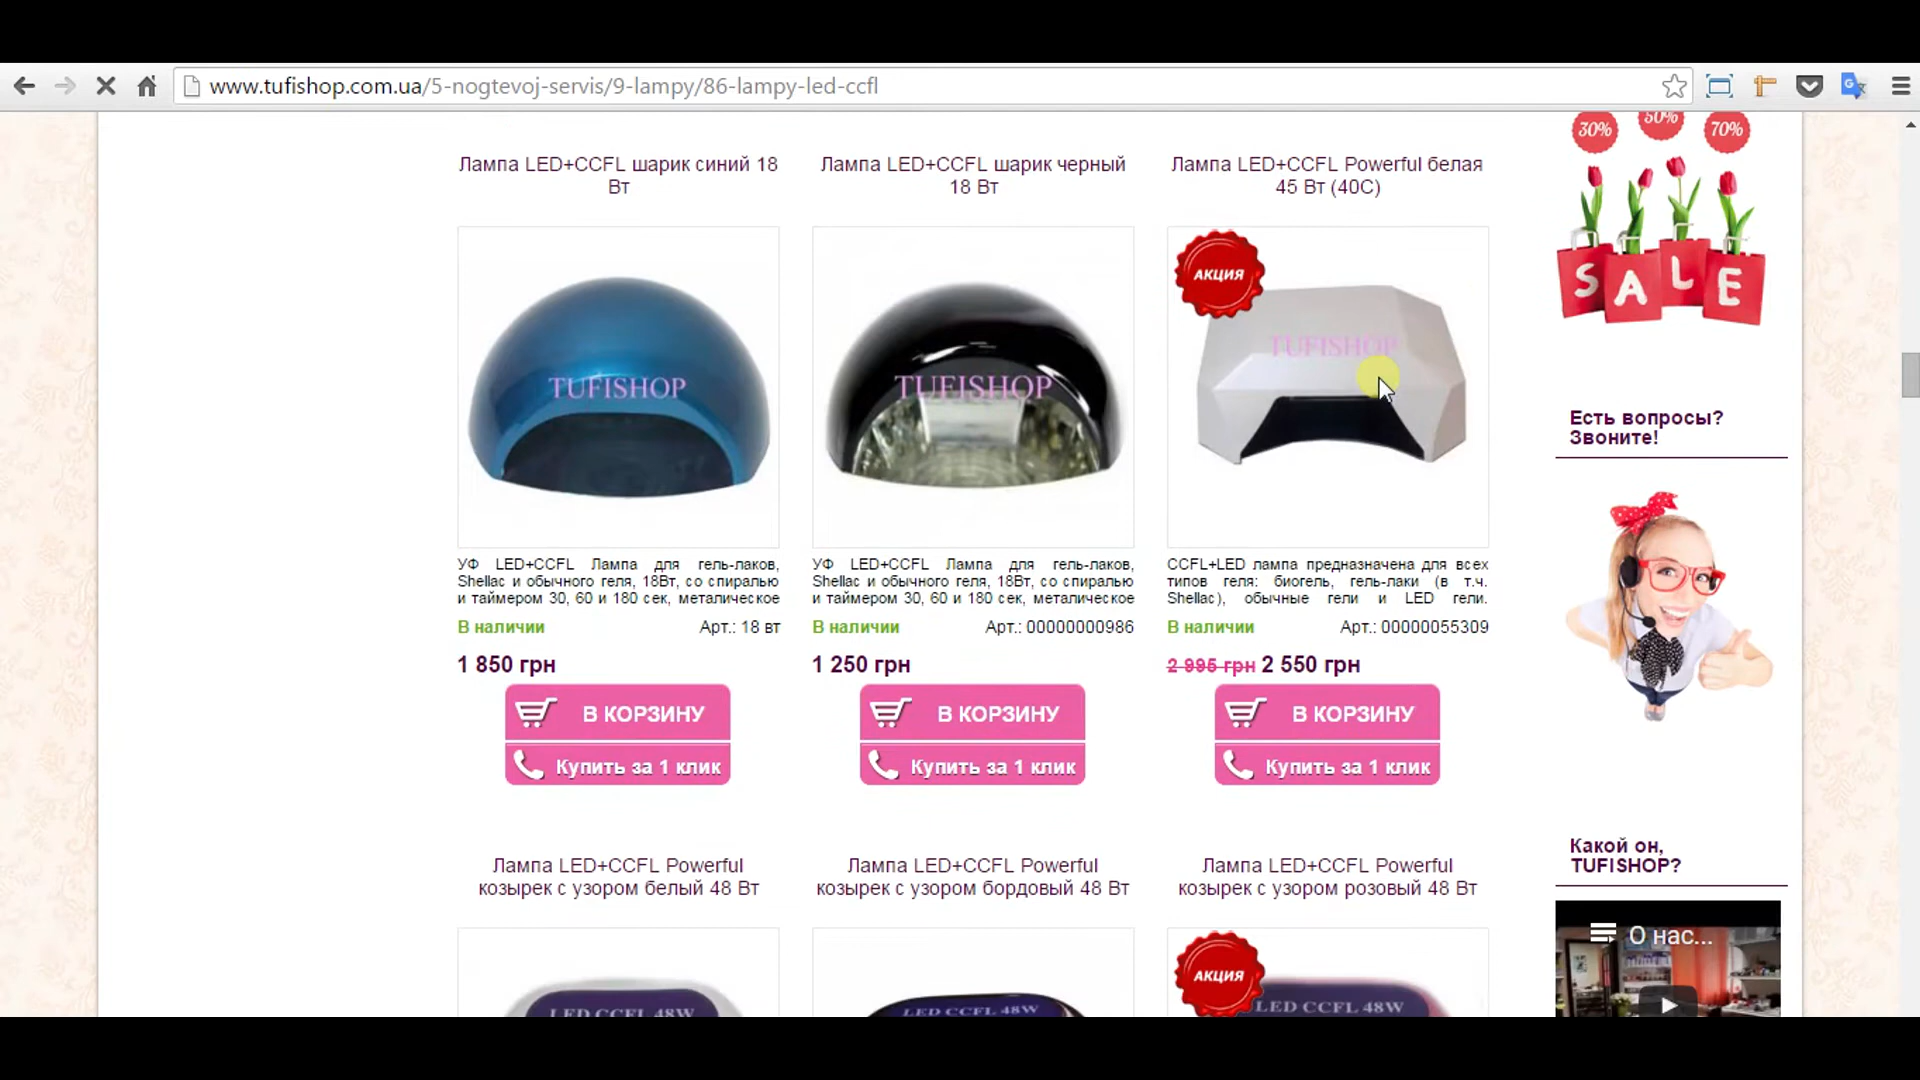 www.tufishop.com.ua/5-nogtevoj-servis/9-lampy/86-lampy-led-ccfl
30% 50% 70%
Лампа LED+CCFL шарик синий 18
Вт
Лампа LED+CCFL шарик черный
18 Вт
Лампа LED+CCFL Powerful белая
45 Вт (40C)
АКЦИЯ
TUFISHOP
TUFISHOP
TUFISHOP
SALE
Есть вопросы?
Звоните!
УФ LED+CCFL Лампа для гель-лаков,
Shellac и обычного геля, 18Вт, со спиралью
и таймером 30, 60 и 180 сек, металическое
В наличии Арт.: 18 вт
1 850 грн
В КОРЗИНУ
Купить за 1 клик
УФ LED+CCFL Лампа для гель-лаков,
Shellac и обычного геля, 18Вт, со спиралью
и таймером 30, 60 и 180 сек, металическое
В наличии Арт.: 00000000986
1 250 грн
В КОРЗИНУ
Купить за 1 клик
CCFL+LED лампа предназначена для всех
типов геля: биогель, гель-лаки (в т.ч.
Shellac), обычные гели и LED гели.
В наличии Арт.: 00000055309
2 995 грн 2 550 грн
В КОРЗИНУ
Купить за 1 клик
Какой он,
TUFISHOP?
О нас...
Лампа LED+CCFL Powerful
козырек с узором белый 48 Вт
Лампа LED+CCFL Powerful
козырек с узором бордовый 48 Вт
Лампа LED+CCFL Powerful
козырек с узором розовый 48 Вт
АКЦИЯ
LED CCFL 48W
LED CCFL 48W
LED CCFL 48W